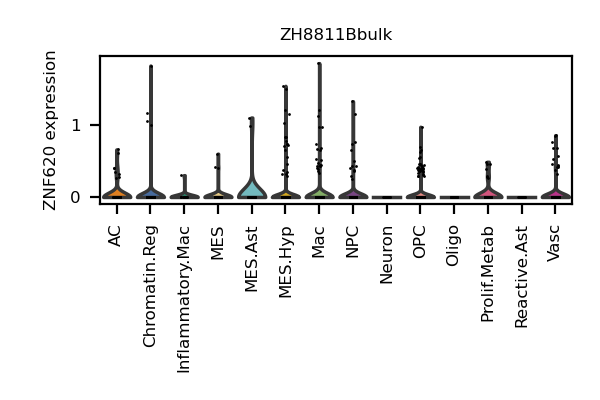 ZH8811Bbulk
ZNF620 expression
1
0
AC
Chromatin.Reg
Inflammatory.Mac
MES
MES.Ast
MES.Hyp
Mac
NPC
Neuron
OPC
Oligo
Prolif.Metab
Reactive.Ast
Vasc